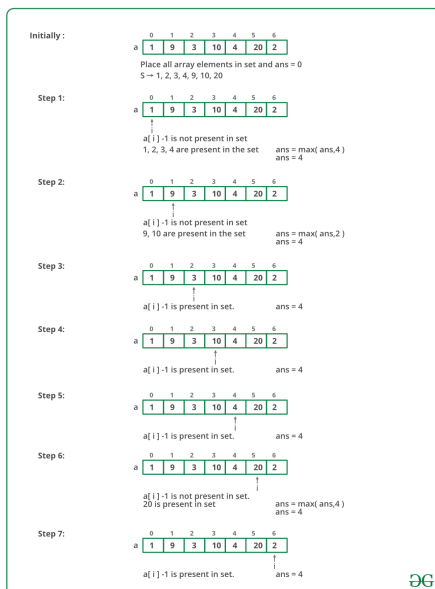 Initially :
0 1 2 3 4 5 6
a 1 9 3 10 4 20 2
Place all array elements in set and ans = 0
S → 1, 2, 3, 4, 9, 10, 20
Step 1:
0 1 2 3 4 5 6
a 1 9 3 10 4 20 2
i
a[ i ] -1 is not present in set
1, 2, 3, 4 are present in the set ans = max( ans,4 )
ans = 4
Step 2:
0 1 2 3 4 5 6
a 1 9 3 10 4 20 2
i
a[ i ] -1 is not present in set
9, 10 are present in the set ans = max( ans,2 )
ans = 4
Step 3:
0 1 2 3 4 5 6
a 1 9 3 10 4 20 2
i
a[ i ] -1 is present in set. ans = 4
Step 4:
0 1 2 3 4 5 6
a 1 9 3 10 4 20 2
i
a[ i ] -1 is present in set. ans = 4
Step 5:
0 1 2 3 4 5 6
a 1 9 3 10 4 20 2
i
a[ i ] -1 is present in set. ans = 4
Step 6:
0 1 2 3 4 5 6
a 1 9 3 10 4 20 2
i
a[ i ] -1 is not present in set.
20 is present in set ans = max( ans,4 )
ans = 4
Step 7:
0 1 2 3 4 5 6
a 1 9 3 10 4 20 2
i
a[ i ] -1 is present in set. ans = 4